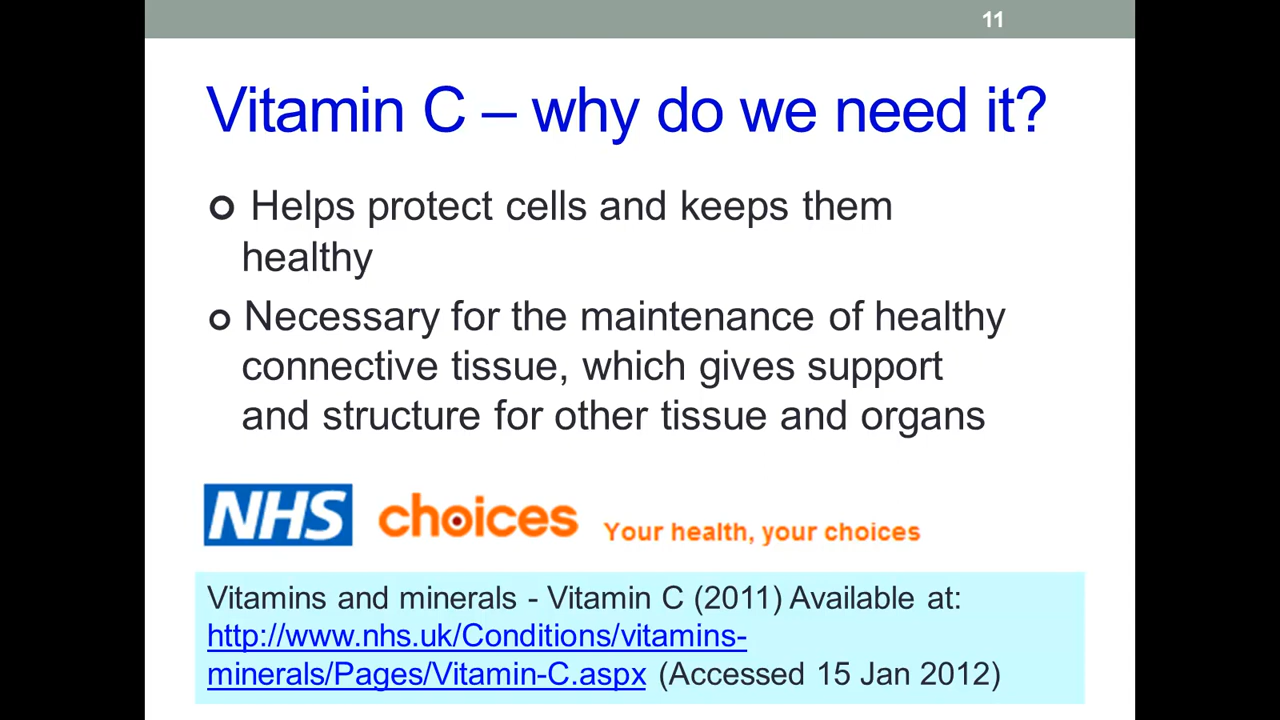 11
Vitamin C – why do we need it?
Helps protect cells and keeps them
healthy
Necessary for the maintenance of healthy
connective tissue, which gives support
and structure for other tissue and organs
NHS choices Your health, your choices
Vitamins and minerals - Vitamin C (2011) Available at:
http://www.nhs.uk/Conditions/vitamins-
minerals/Pages/Vitamin-C.aspx (Accessed 15 Jan 2012)